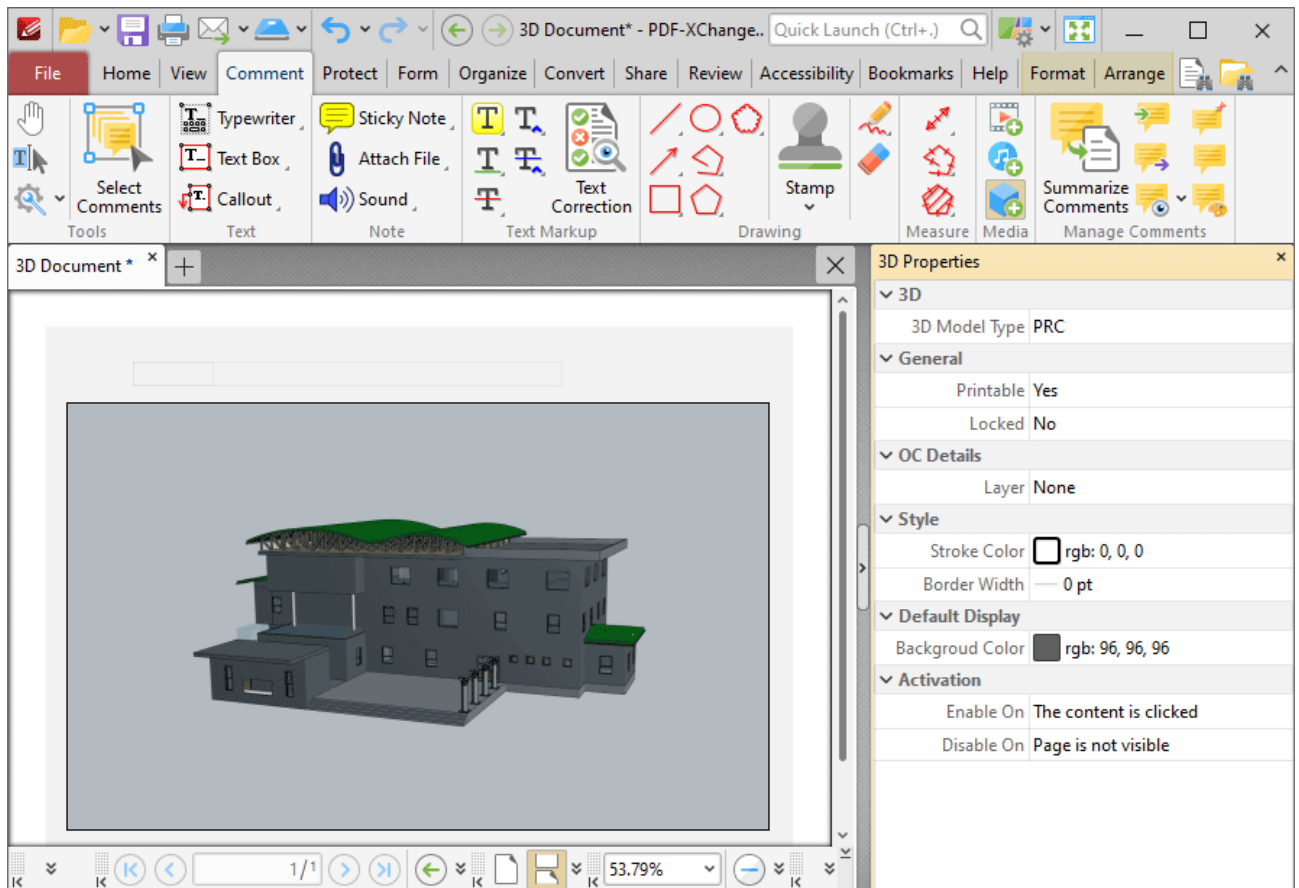 3D Document* - PDF-XChange.. Quick Launch (Ctrl+.)
File Home View Comment Protect Form Organize Convert Share Review Accessibility Bookmarks Help Format Arrange
Typewriter Sticky Note
Text Box Attach File
Callout Sound
Select Comments
Text Correction
Stamp
Summarize Comments
Tools Text Note Text Markup Drawing Measure Media Manage Comments
3D Document *
3D Properties
3D
3D Model Type PRC
General
Printable Yes
Locked No
OC Details
Layer None
Style
Stroke Color rgb: 0, 0, 0
Border Width 0 pt
Default Display
Backgroud Color rgb: 96, 96, 96
Activation
Enable On The content is clicked
Disable On Page is not visible
1/1 53.79%